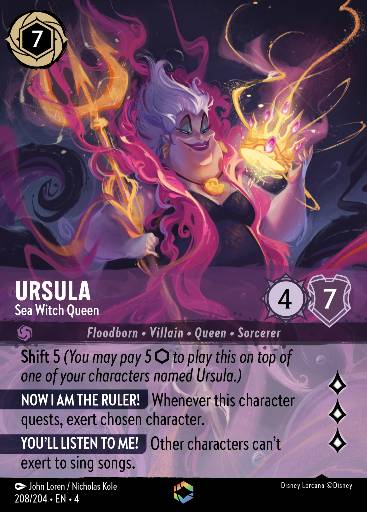 7
URSULA
Sea Witch Queen
4
7
Floodborn • Villain • Queen • Sorcerer
Shift 5 (You may pay 5 ⬡ to play this on top
of one of your characters named Ursula.)
NOW I AM THE RULER! Whenever this character
quests, exert chosen character.
YOU'LL LISTEN TO ME! Other characters can't
exert to sing songs.
John Loren / Nicholas Kole
Disney Lorcana ©Disney
208/204 • EN • 4